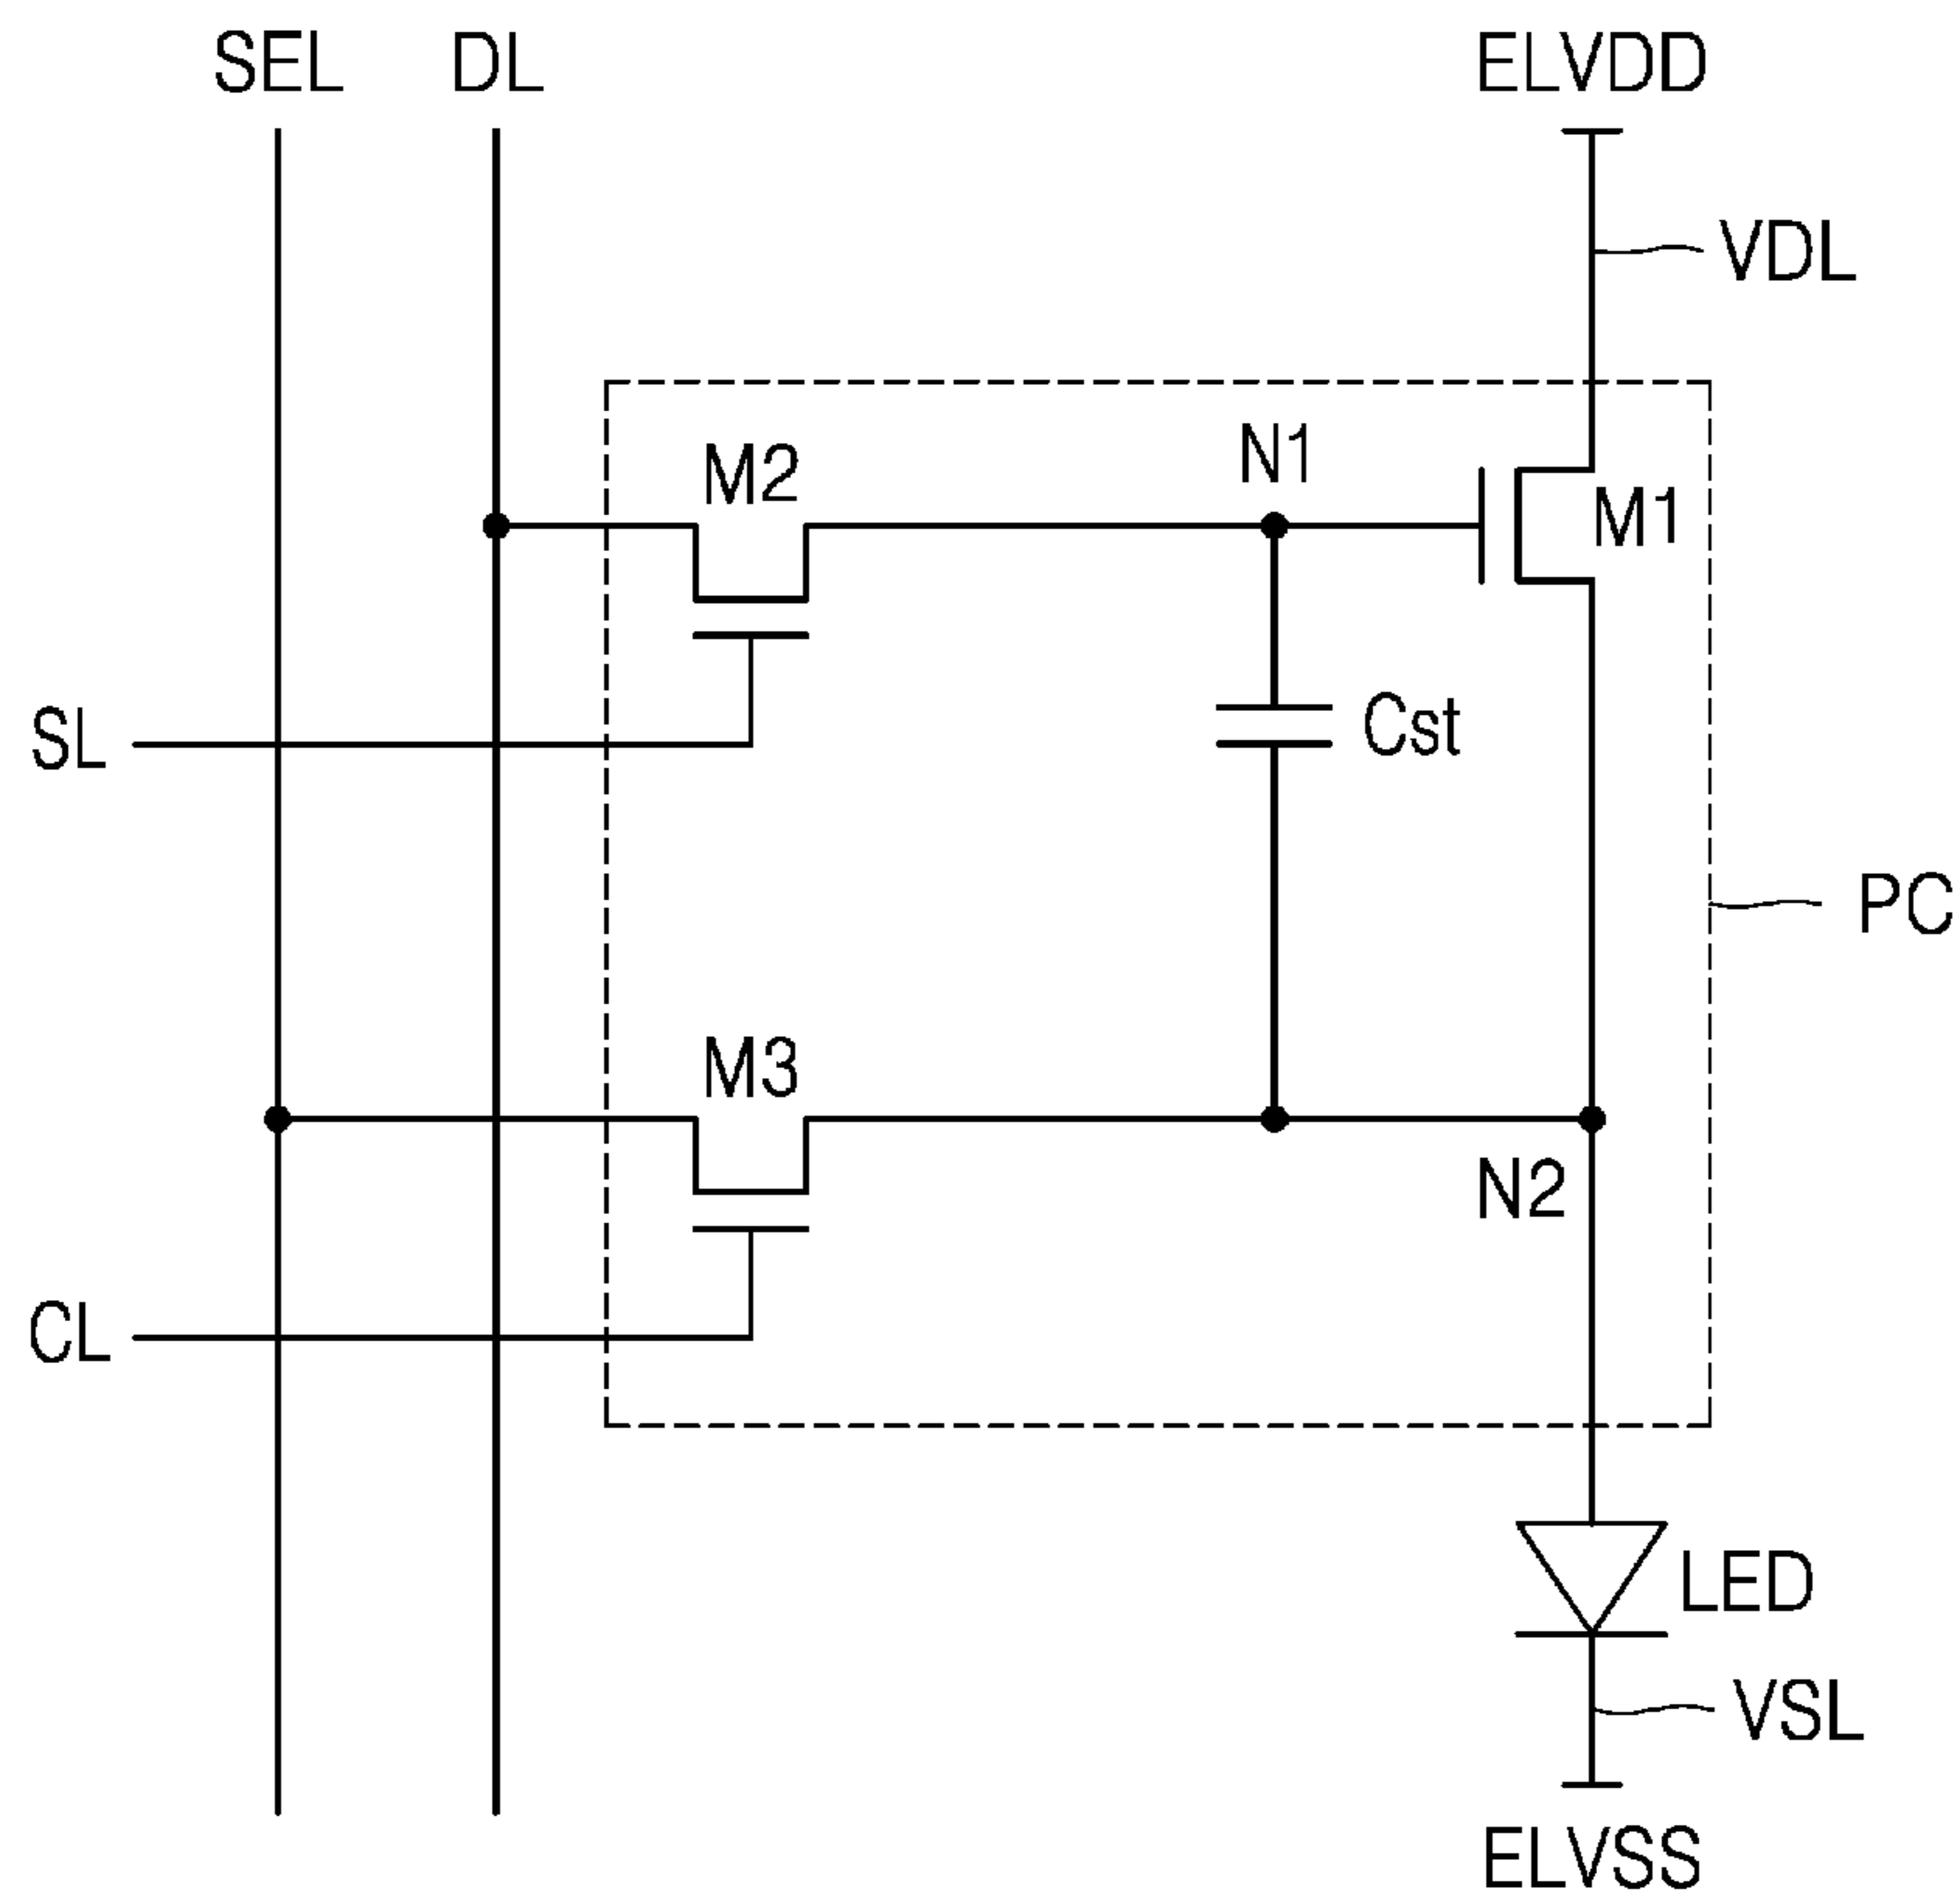 SEL
DL
ELVDD
VDL
N1
M2
M1
SL
Cst
PC
M3
N2
CL
LED
VSL
ELVSS